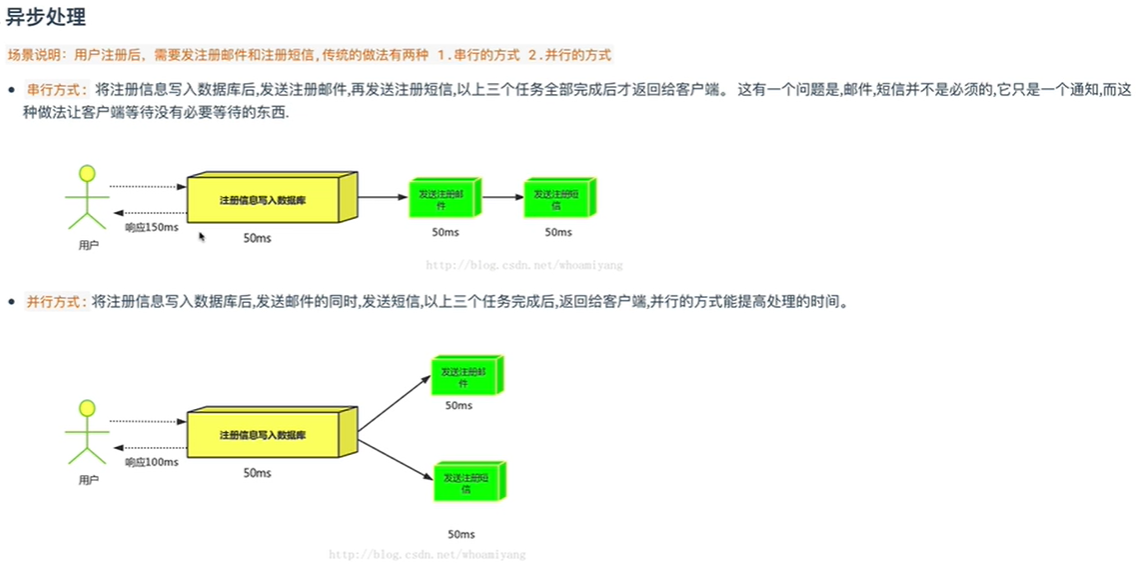 异步处理
场景说明：用户注册后，需要发注册邮件和注册短信,传统的做法有两种 1.串行的方式 2.并行的方式
串行方式：将注册信息写入数据库后,发送注册邮件,再发送注册短信,以上三个任务全部完成后才返回给客户端。 这有一个问题是,邮件,短信并不是必须的,它只是一个通知,而这
种做法让客户端等待没有必要等待的东西.
注册信息写入数据库
发送注册邮
件
发送注册短
信
响应150ms
用户
50ms
50ms
50ms
http://blog.csdn.net/whoamiyang
并行方式：将注册信息写入数据库后,发送邮件的同时,发送短信,以上三个任务完成后,返回给客户端,并行的方式能提高处理的时间。
发送注册邮
件
50ms
注册信息写入数据库
响应100ms
用户
50ms
发送注册短
信
50ms
http://blog.csdn.net/whoamiyang